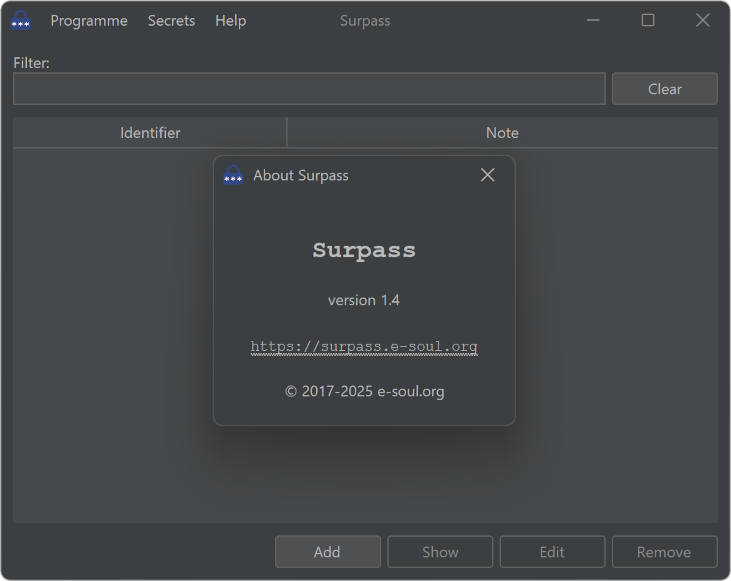 Programme Secrets Help Surpass
Filter:
Clear
Identifier Note
About Surpass
Surpass
version 1.4
https://surpass.e-soul.org
© 2017-2025 e-soul.org
Add Show Edit Remove